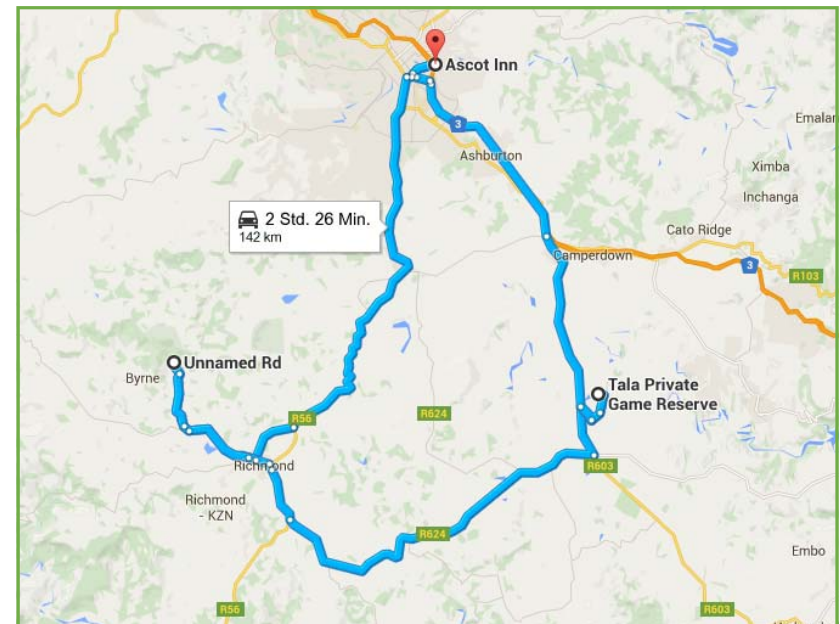 Ascot Inn
3
Ashburton
Emalar
Ximba
Inchanga
2 Std. 26 Min.
142 km
Cato Ridge
Camperdown
3
R103
Unnamed Rd
Byrne
Tala Private
Game Reserve
R56
R624
Richmond
R603
Richmond
- KZN
R624
Embo
R56
R603